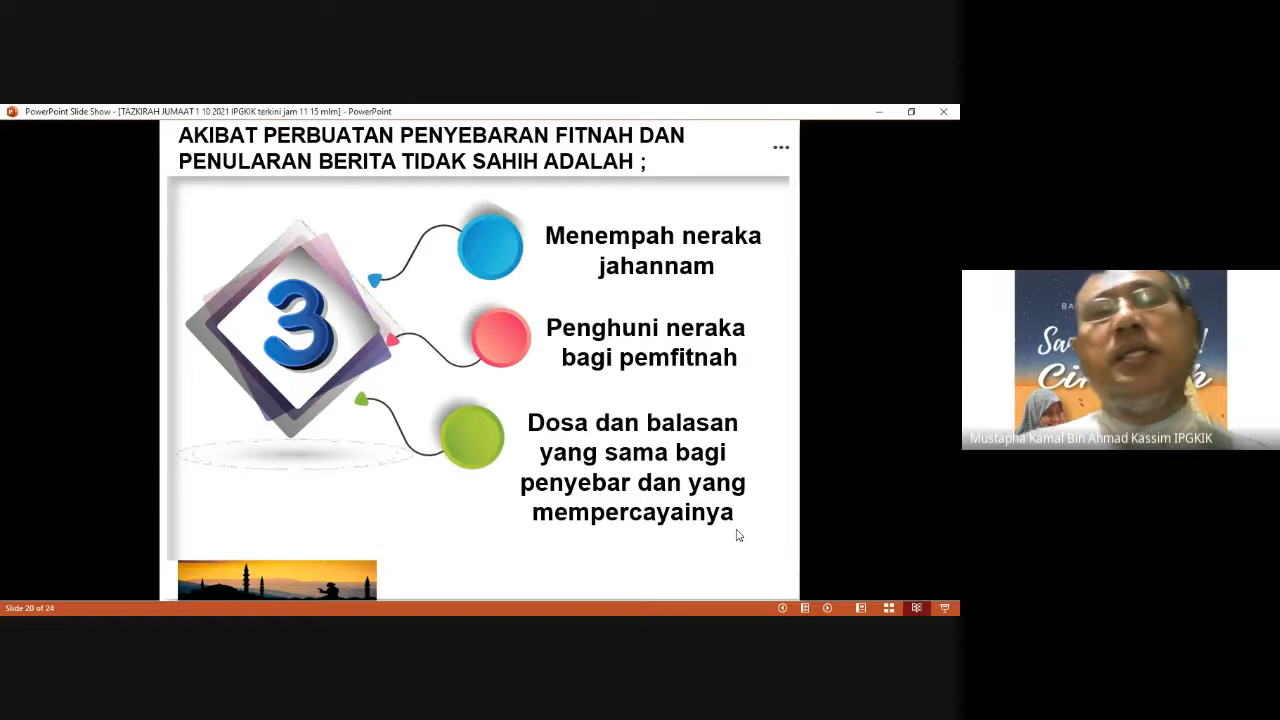 PowerPoint Slide Show - [TAZKIRAH JUMAAT 1 10 2021 IPGKIK terkini jam 11 15 mlm] - PowerPoint
AKIBAT PERBUATAN PENYEBARAN FITNAH DAN
PENULARAN BERITA TIDAK SAHIH ADALAH ;
3
Menempah neraka
jahannam
Penghuni neraka
bagi pemfitnah
Dosa dan balasan
yang sama bagi
penyebar dan yang
mempercayainya
Slide 20 of 24
Mustapha Kamal Bin Ahmad Kassim IPGKIK